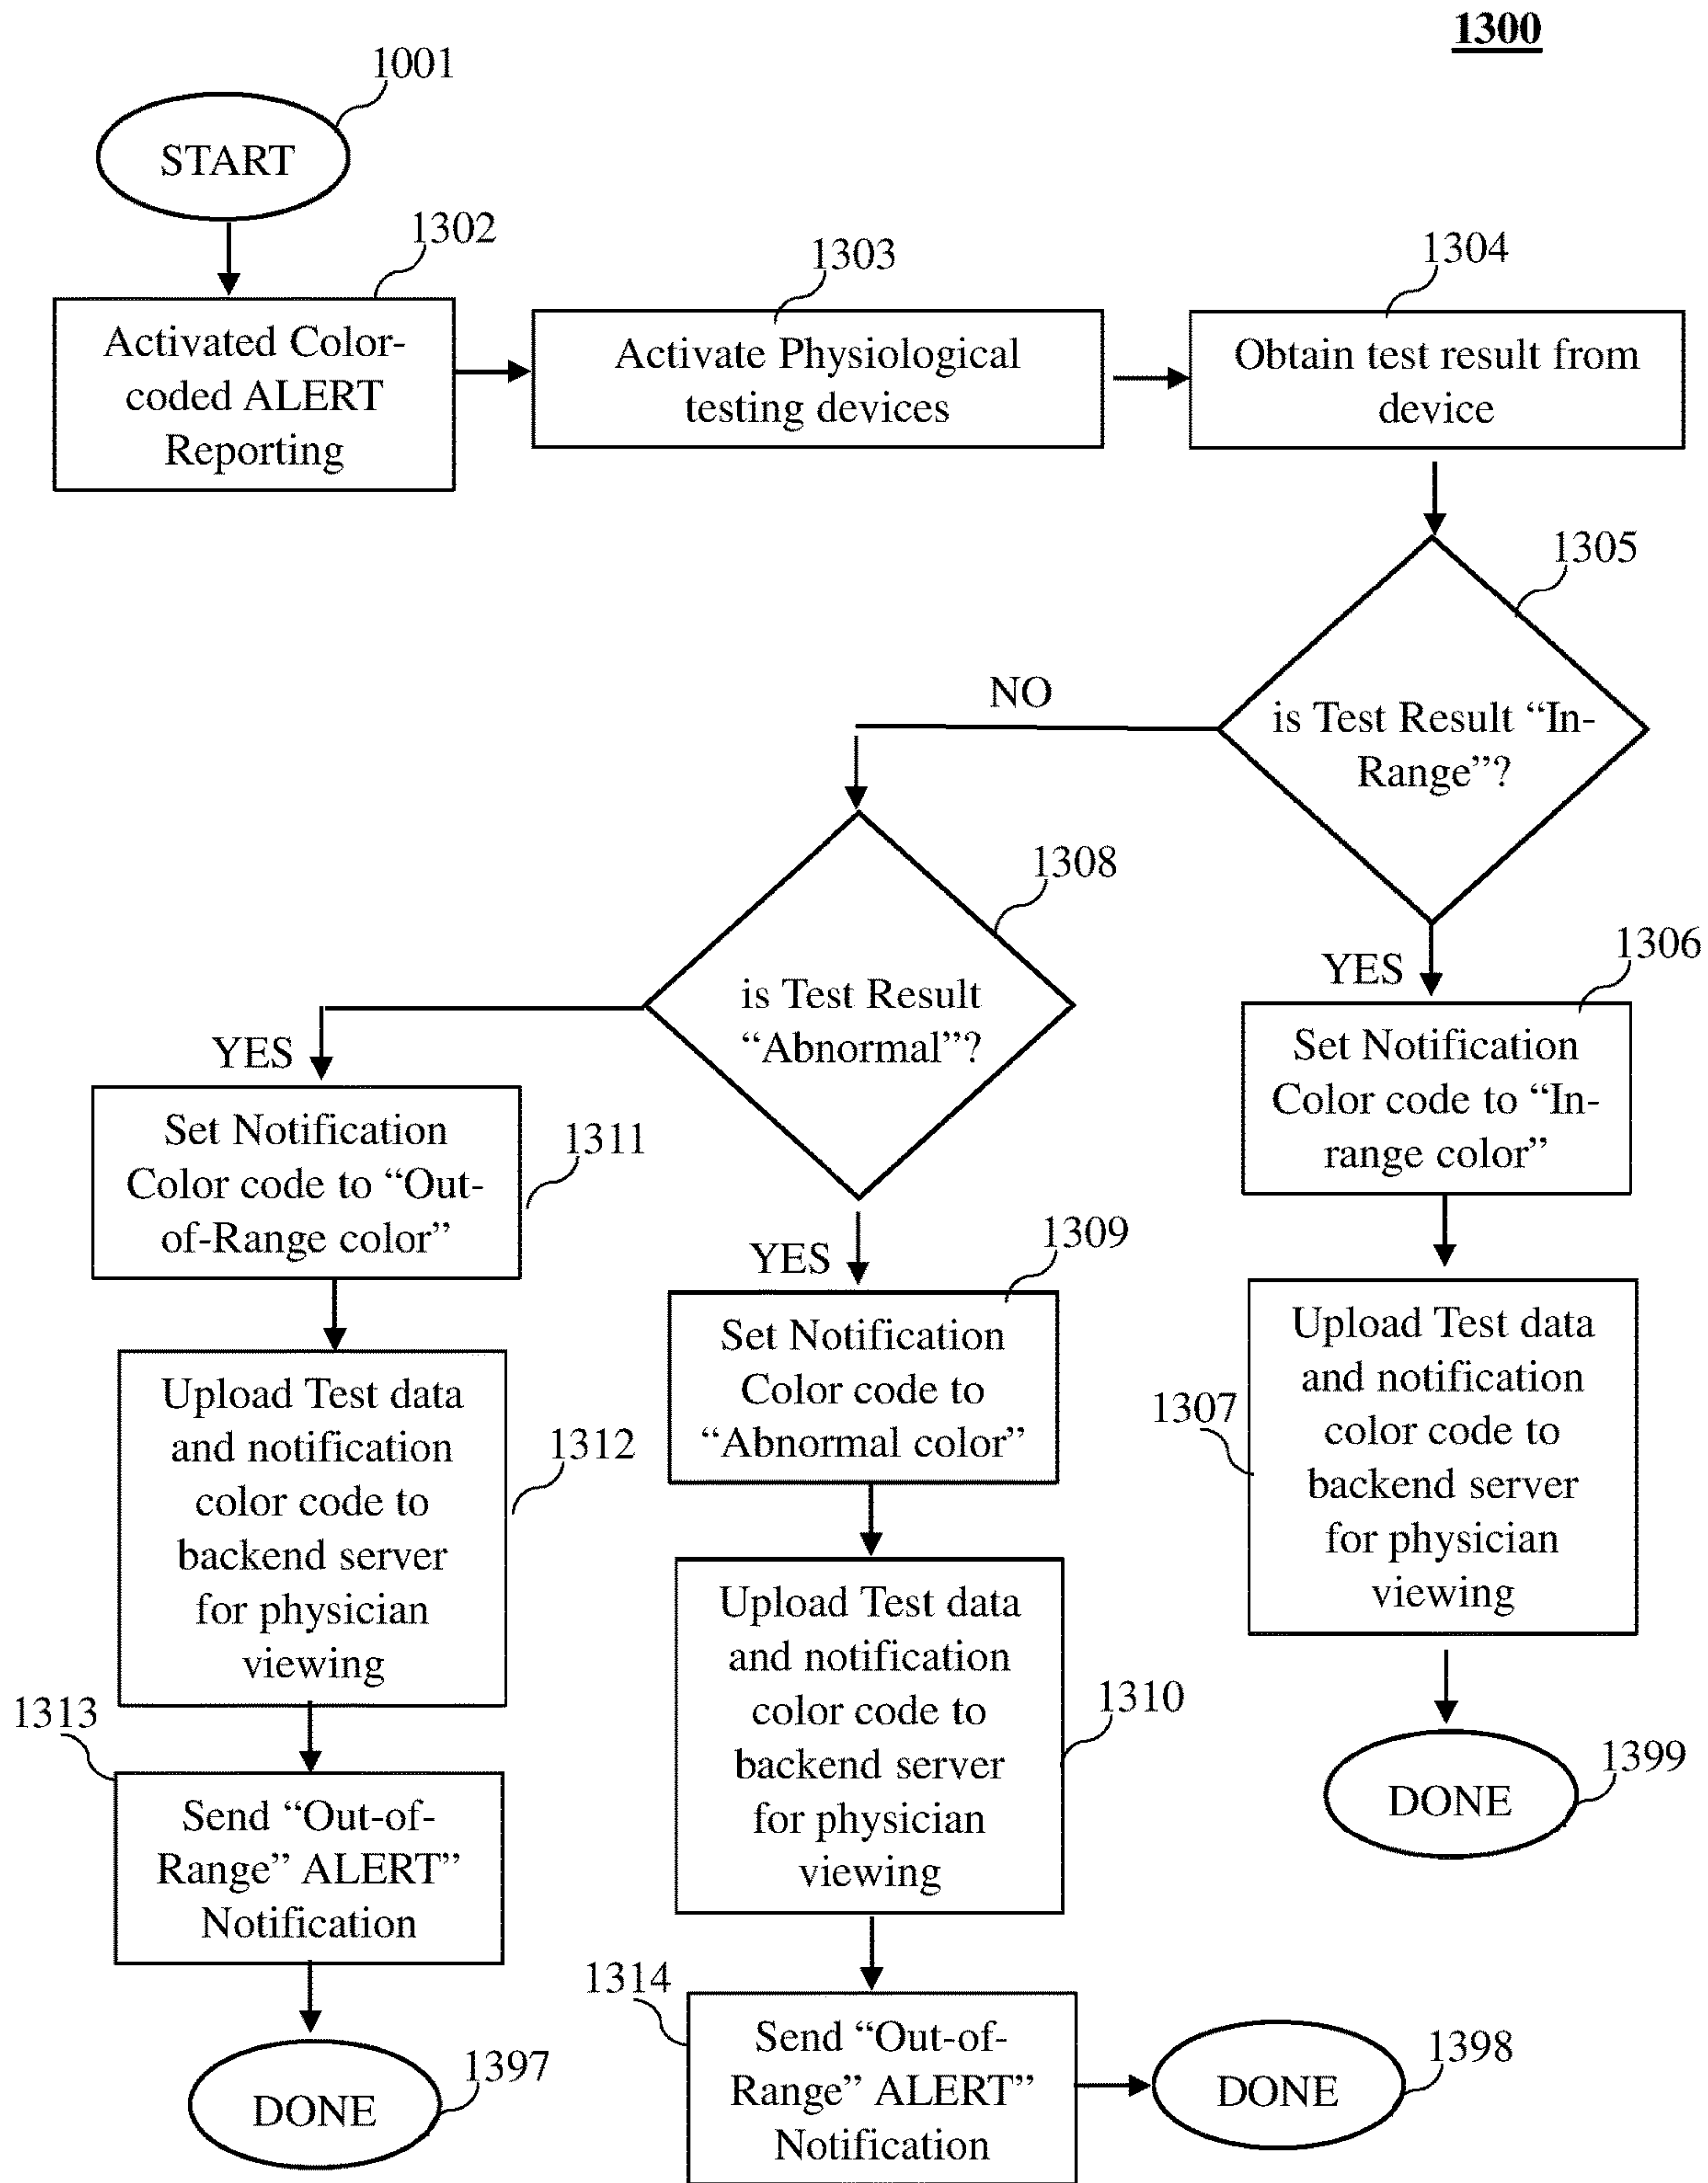 1300
1001
START
1302
Activated Color-
coded ALERT
Reporting
1303
Activate Physiological
testing devices
1304
Obtain test result from
device
1305
is Test Result “In-
Range”?
NO
YES
1306
Set Notification
Color code to “In-
range color”
1307
Upload Test data
and notification
color code to
backend server
for physician
viewing
1399
DONE
1308
is Test Result
“Abnormal”?
YES
1309
Set Notification
Color code to
“Abnormal color”
1310
Upload Test data
and notification
color code to
backend server
for physician
viewing
1314
Send “Out-of-
Range” ALERT”
Notification
1398
DONE
YES
1311
Set Notification
Color code to “Out-
of-Range color”
1312
Upload Test data
and notification
color code to
backend server
for physician
viewing
1313
Send “Out-of-
Range” ALERT”
Notification
1397
DONE